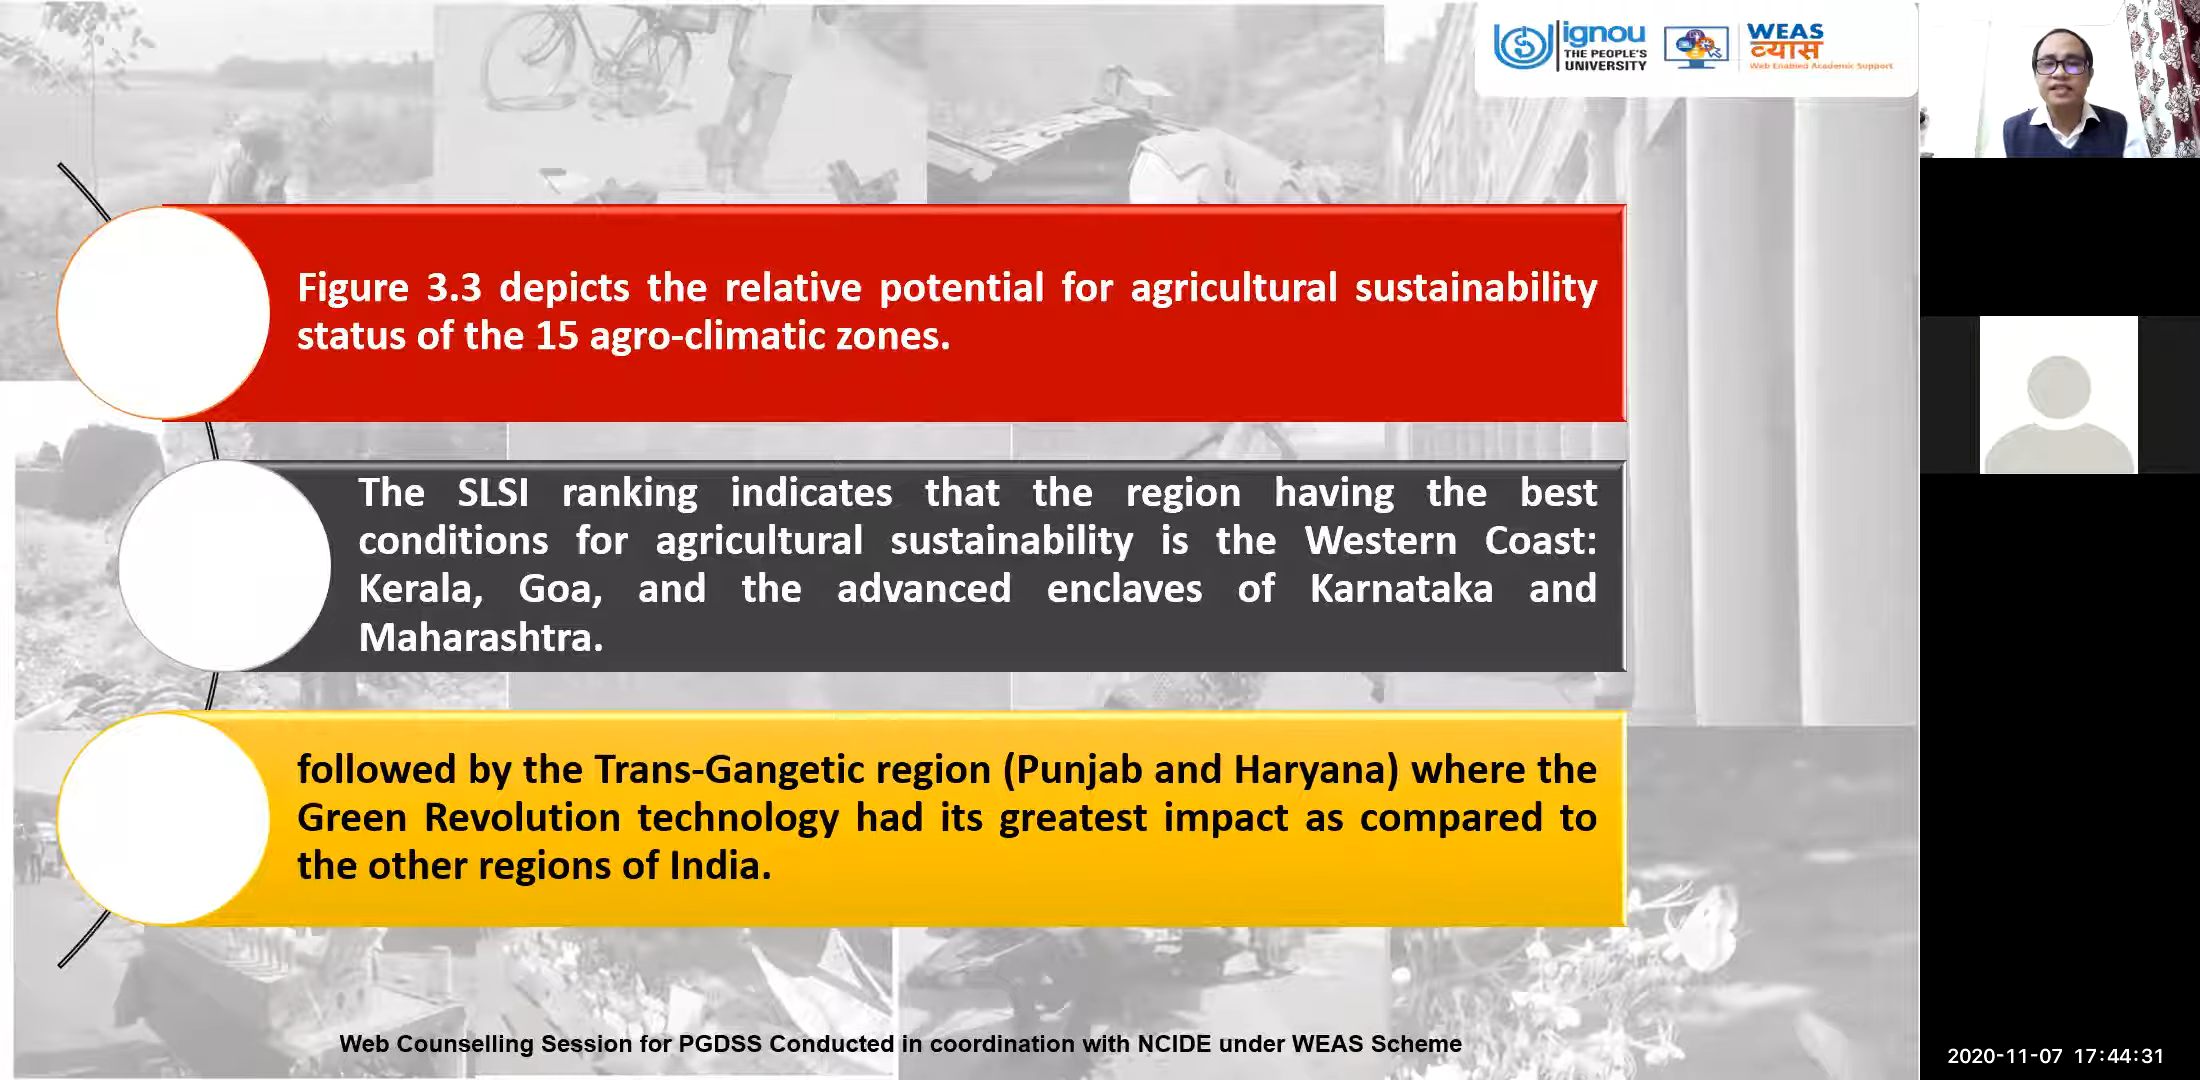 ignou
THE PEOPLE'S
UNIVERSITY
WEAS
व्यास
Web Enabled Academic Support
Figure 3.3 depicts the relative potential for agricultural sustainability
status of the 15 agro-climatic zones.
The SLSI ranking indicates that the region having the best
conditions for agricultural sustainability is the Western Coast:
Kerala, Goa, and the advanced enclaves of Karnataka and
Maharashtra.
followed by the Trans-Gangetic region (Punjab and Haryana) where the
Green Revolution technology had its greatest impact as compared to
the other regions of India.
Web Counselling Session for PGDSS Conducted in coordination with NCIDE under WEAS Scheme
2020-11-07 17:44:31